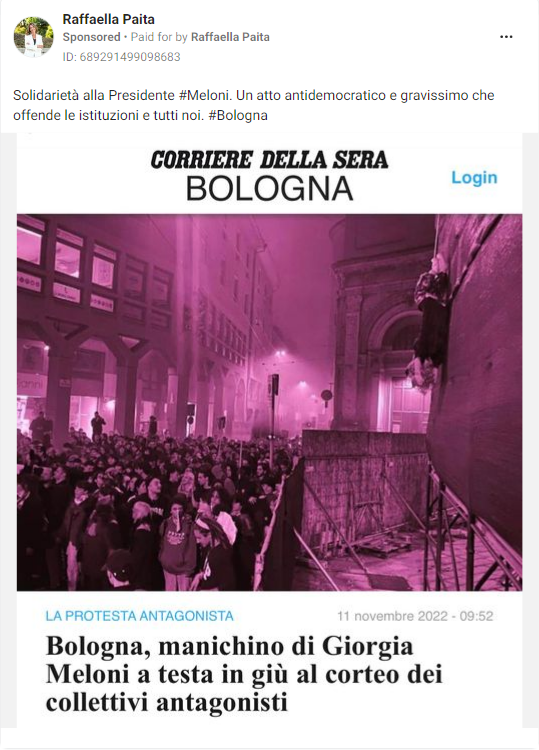 Raffaella Paita
Sponsored • Paid for by Raffaella Paita
ID: 689291499098683
Solidarietà alla Presidente #Meloni. Un atto antidemocratico e gravissimo che
offende le istituzioni e tutti noi. #Bologna
CORRIERE DELLA SERA
BOLOGNA
Login
LA PROTESTA ANTAGONISTA
11 novembre 2022 - 09:52
Bologna, manichino di Giorgia
Meloni a testa in giù al corteo dei
collettivi antagonisti